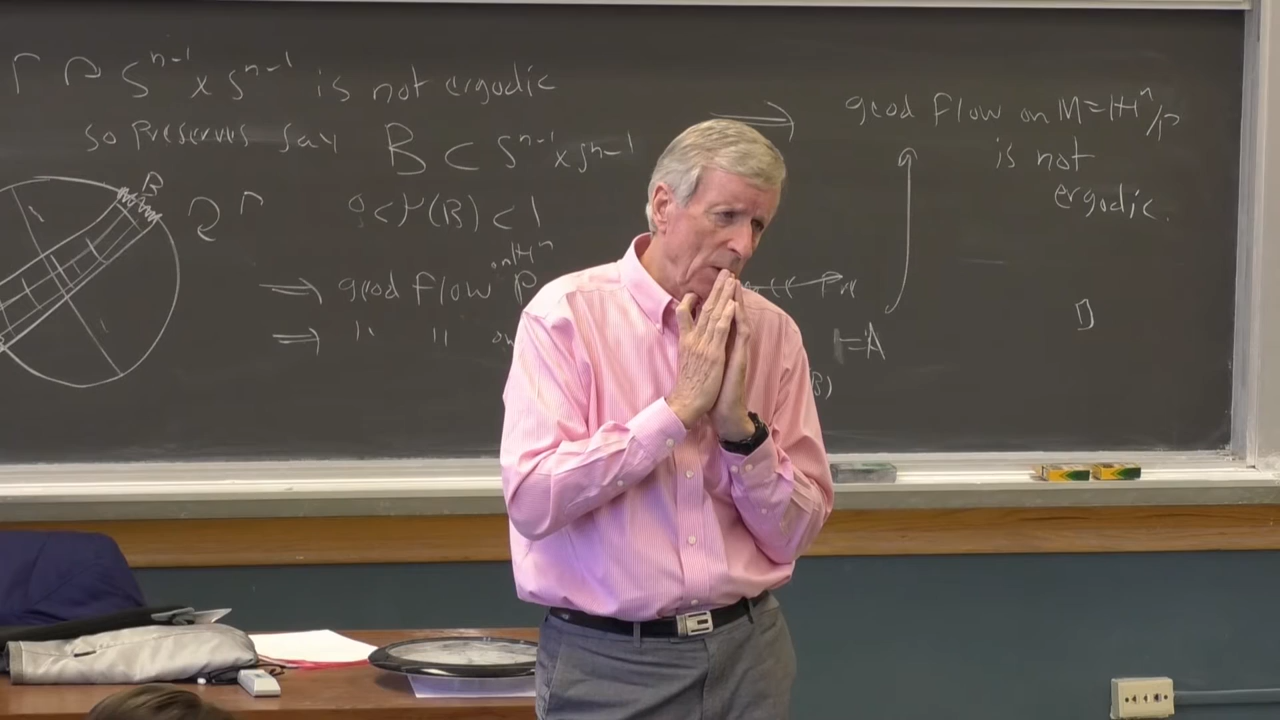 Γ ↷ S^{n-1} x S^{n-1} is not ergodic
so preserves say B ⊂ S^{n-1} x S^{n-1}
B
Γ
0 < μ(B) < 1
⟹ geod flow on H^n
⟹ " " on
= A
B)
⟹ geod flow on M = H^n/Γ
is not
ergodic.